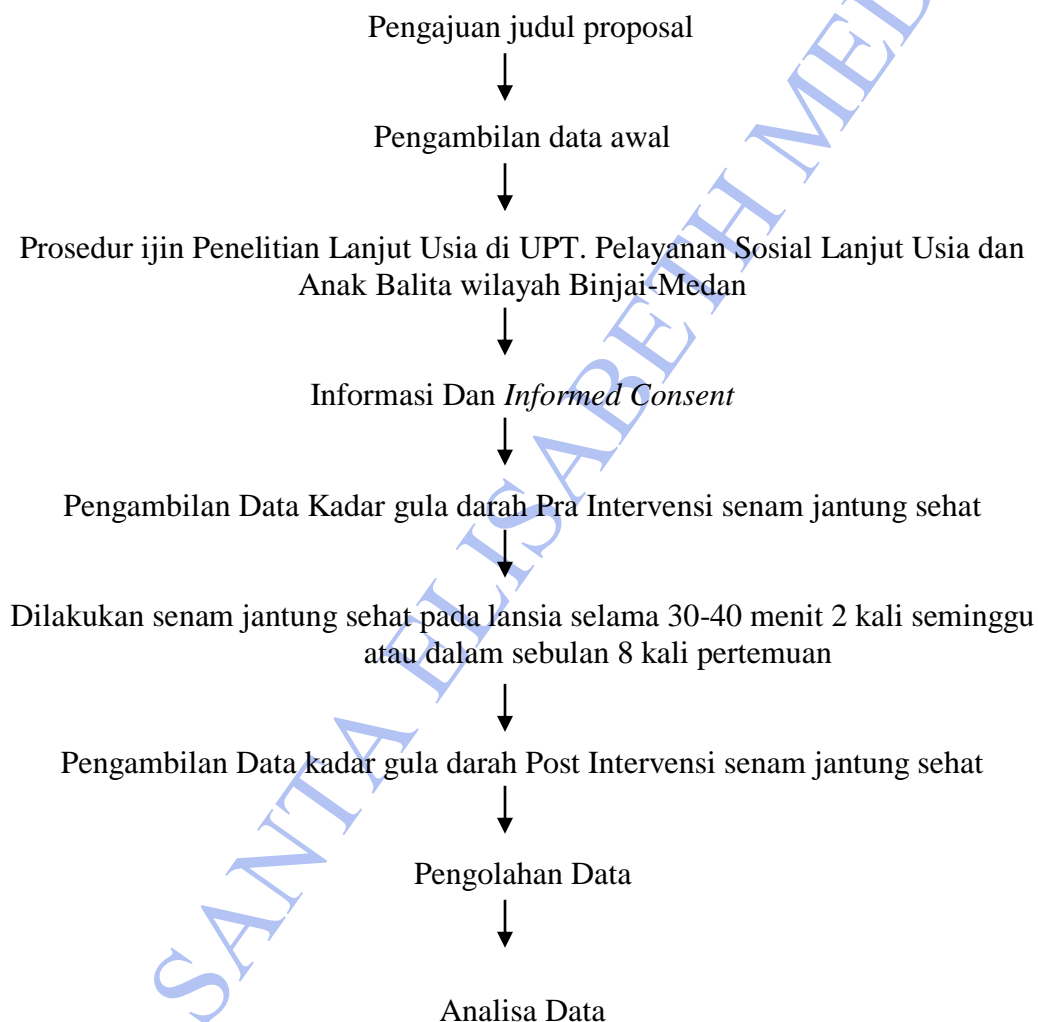 Pengajuan judul proposal
Pengambilan data awal
Prosedur ijin Penelitian Lanjut Usia di UPT. Pelayanan Sosial Lanjut Usia dan
Anak Balita wilayah Binjai-Medan
Informasi Dan Informed Consent
Pengambilan Data Kadar gula darah Pra Intervensi senam jantung sehat
Dilakukan senam jantung sehat pada lansia selama 30-40 menit 2 kali seminggu
atau dalam sebulan 8 kali pertemuan
Pengambilan Data kadar gula darah Post Intervensi senam jantung sehat
Pengolahan Data
Analisa Data
SANTA ELISABETH MED